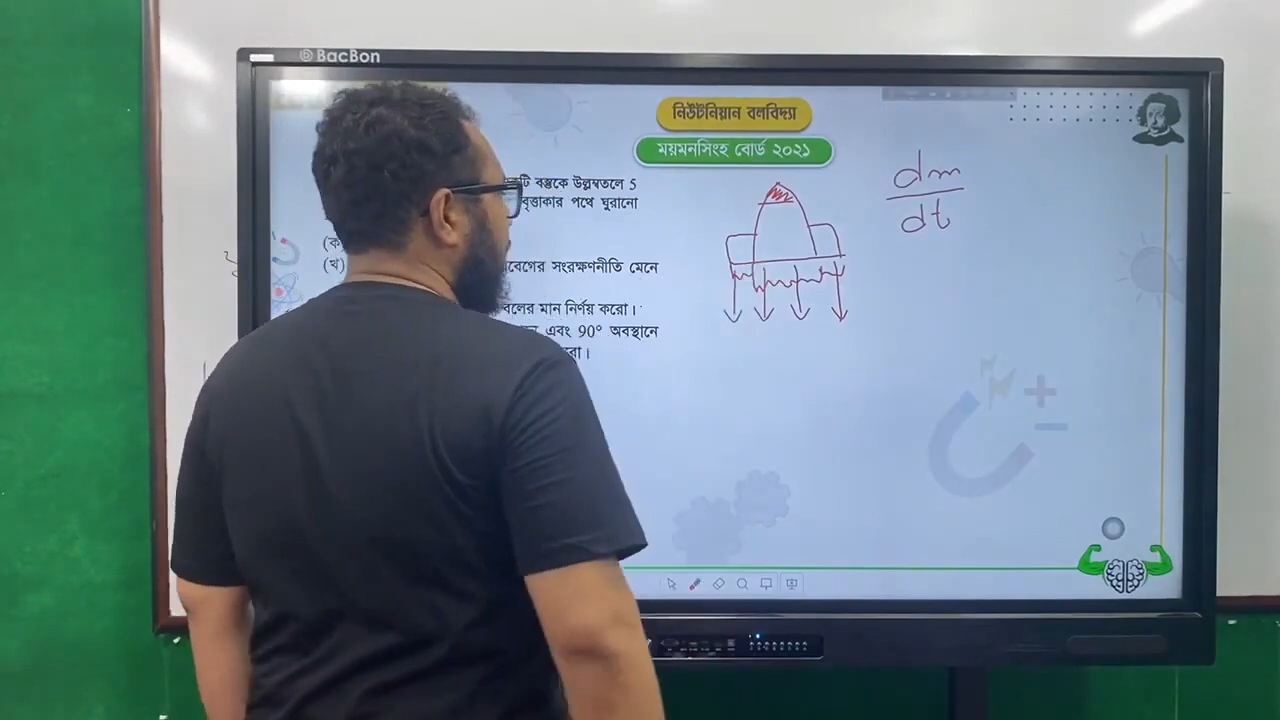 BacBon
নিউটনিয়ান বলবিদ্যা
ময়মনসিংহ বোর্ড ২০২১
বস্তুকে উল্লম্বতলে 5
বৃত্তাকার পথে ঘুরানো
(ক
(খ) বেগের সংরক্ষণনীতি মেনে
বলের মান নির্ণয় করো।
এবং 90° অবস্থানে
dm
dt